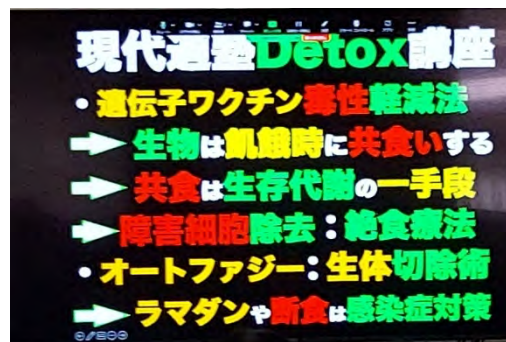 現代適塾Detox講座
・遺伝子ワクチン毒性軽減法
➡生物は飢餓時に共食いする
➡共食は生存代謝の一手段
➡障害細胞除去：絶食療法
・オートファジー：生体切除術
➡ラマダンや断食は感染症対策